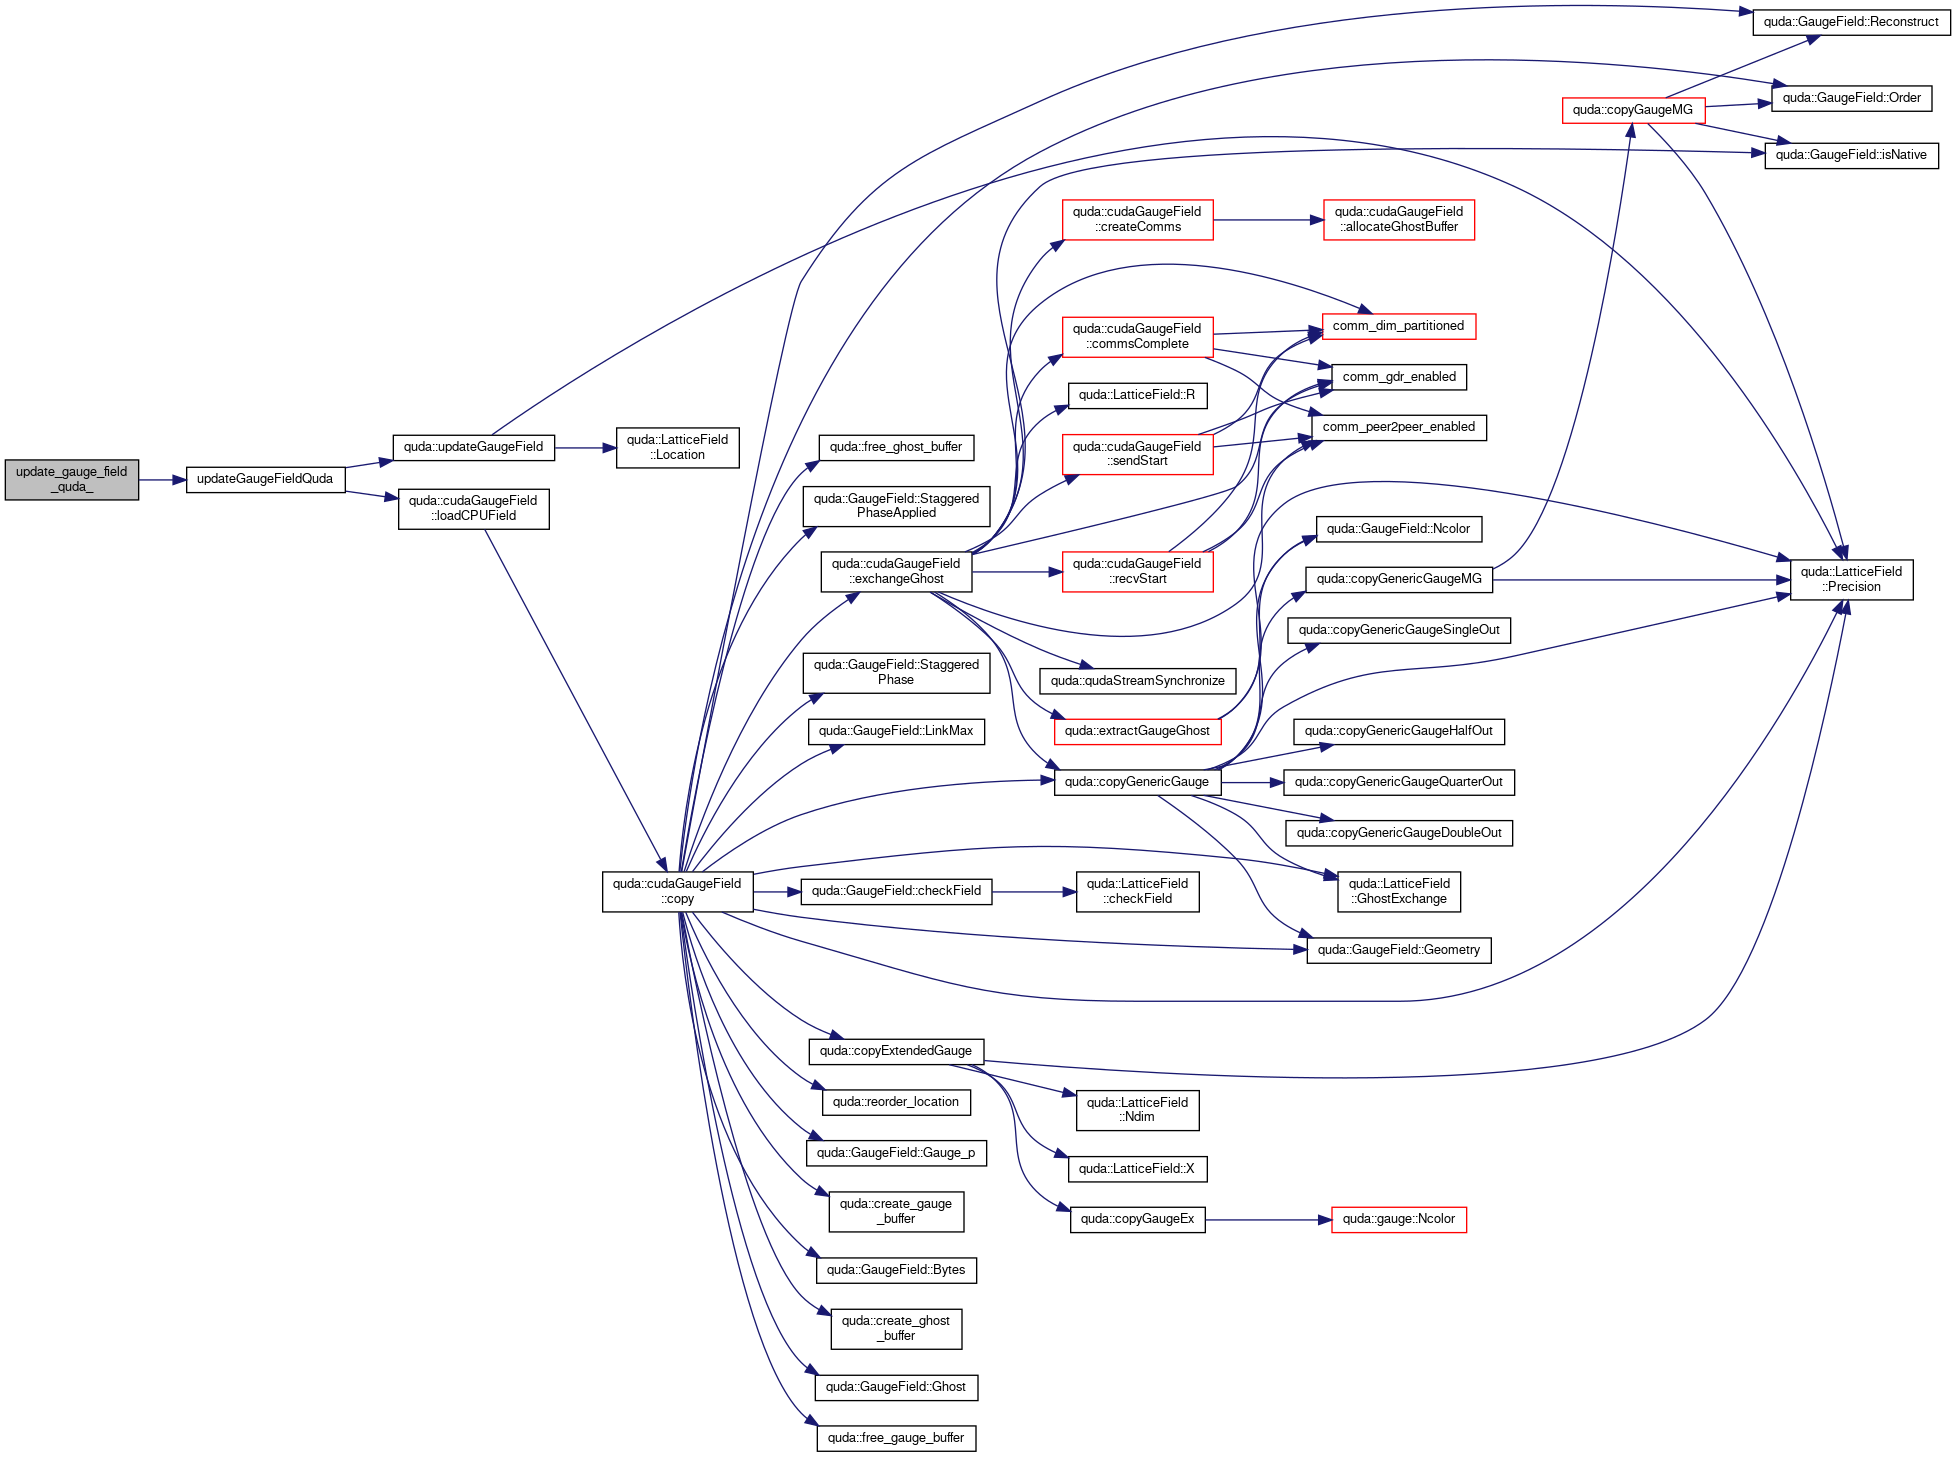 update_gauge_field
_quda_
updateGaugeFieldQuda
quda::updateGaugeField
quda::cudaGaugeField
::loadCPUField
quda::LatticeField
::Location
quda::cudaGaugeField
::copy
quda::free_ghost_buffer
quda::GaugeField::Staggered
PhaseApplied
quda::cudaGaugeField
::exchangeGhost
quda::GaugeField::Staggered
Phase
quda::GaugeField::LinkMax
quda::GaugeField::checkField
quda::copyExtendedGauge
quda::reorder_location
quda::GaugeField::Gauge_p
quda::create_gauge
_buffer
quda::GaugeField::Bytes
quda::create_ghost
_buffer
quda::GaugeField::Ghost
quda::free_gauge_buffer
quda::cudaGaugeField
::createComms
quda::cudaGaugeField
::commsComplete
quda::LatticeField::R
quda::cudaGaugeField
::sendStart
quda::cudaGaugeField
::recvStart
quda::qudaStreamSynchronize
quda::extractGaugeGhost
quda::copyGenericGauge
quda::LatticeField
::checkField
quda::LatticeField
::Ndim
quda::LatticeField::X
quda::copyGaugeEx
quda::cudaGaugeField
::allocateGhostBuffer
comm_dim_partitioned
comm_gdr_enabled
comm_peer2peer_enabled
quda::GaugeField::Ncolor
quda::copyGenericGaugeMG
quda::copyGenericGaugeSingleOut
quda::copyGenericGaugeHalfOut
quda::copyGenericGaugeQuarterOut
quda::copyGenericGaugeDoubleOut
quda::LatticeField
::GhostExchange
quda::GaugeField::Geometry
quda::gauge::Ncolor
quda::copyGaugeMG
quda::GaugeField::Reconstruct
quda::GaugeField::Order
quda::GaugeField::isNative
quda::LatticeField
::Precision